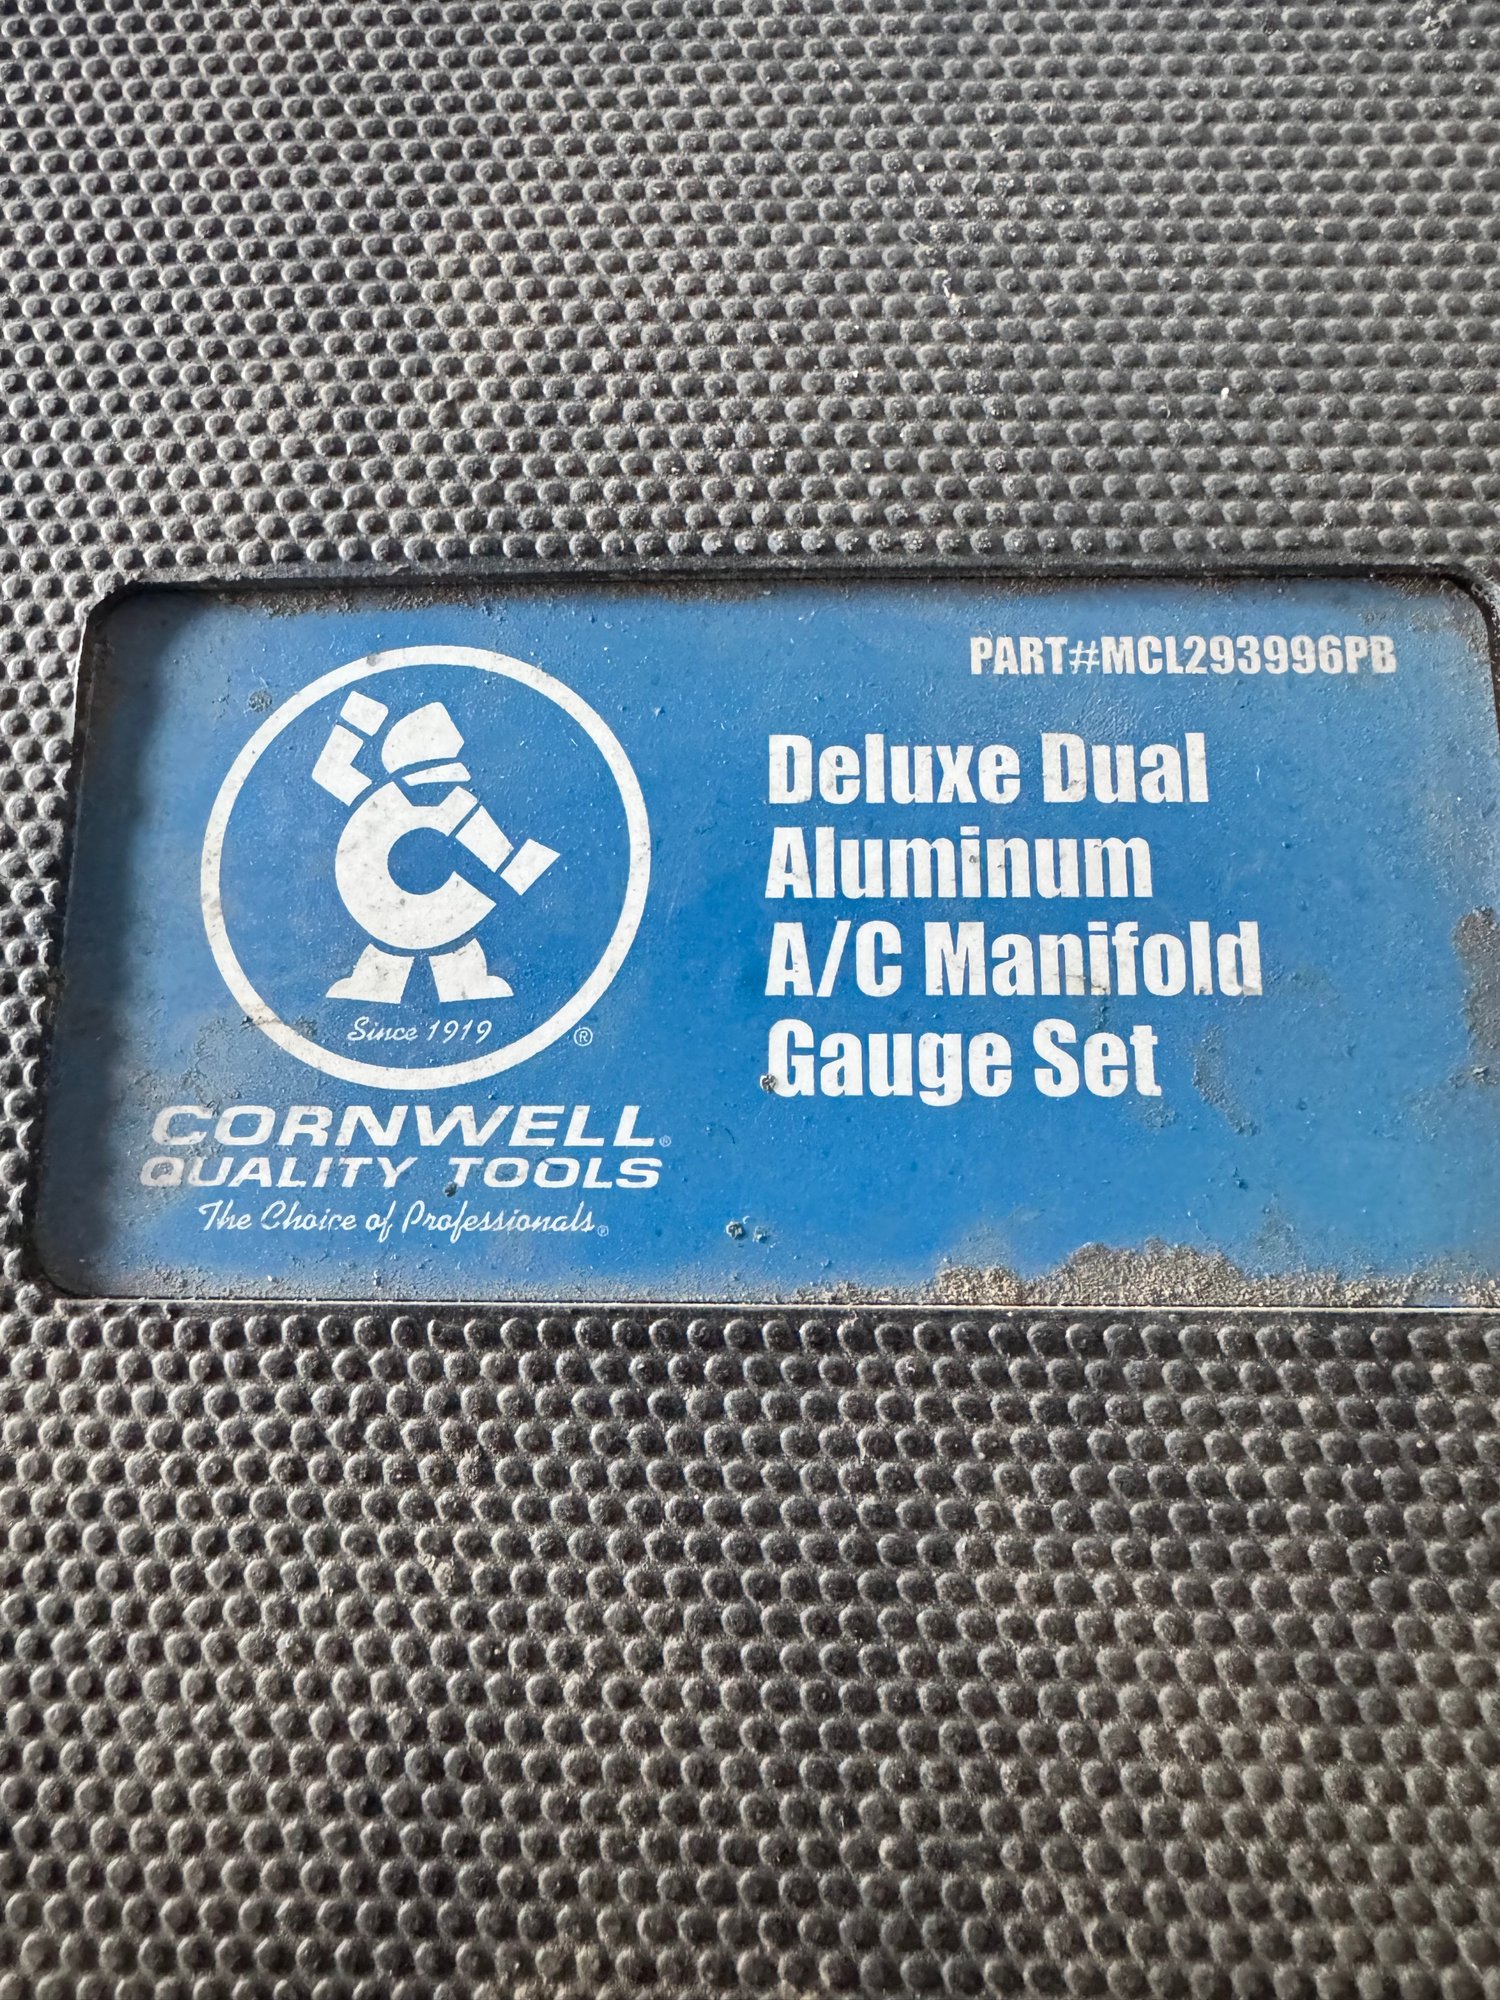 PART#MCL293996PB
Deluxe Dual
Aluminum
A/C Manifold
Gauge Set
C
Since 1919
®
CORNWELL®
QUALITY TOOLS
The Choice of Professionals®